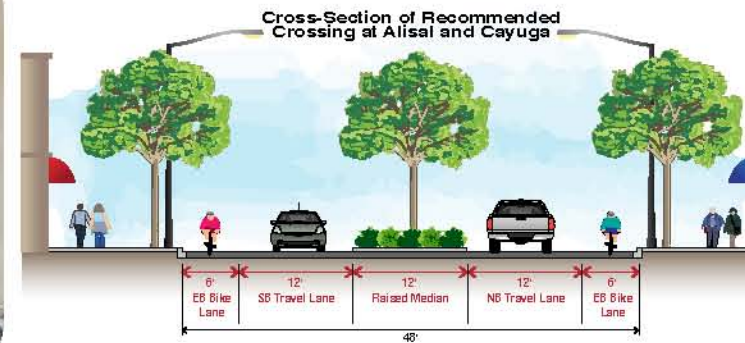 Cross-Section of Recommended
Crossing at Alisal and Cayuga
6' 12' 12' 12' 6'
EB Bike SB Travel Lane Raised Median NB Travel Lane EB Bike
Lane Lane
48'